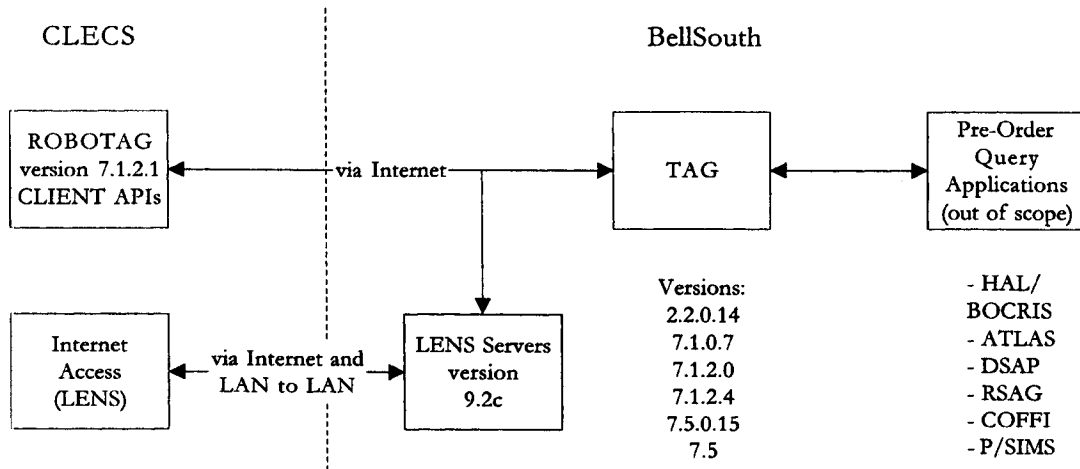 CLECS
BellSouth
ROBOTAG
version 7.1.2.1
CLIENT APIs
via Internet
TAG
Pre-Order
Query
Applications
(out of scope)
Internet
Access
(LENS)
via Internet and
LAN to LAN
LENS Servers
version
9.2c
Versions:
2.2.0.14
7.1.0.7
7.1.2.0
7.1.2.4
7.5.0.15
7.5
- HAL/
BOCRIS
- ATLAS
- DSAP
- RSAG
- COFFI
- P/SIMS